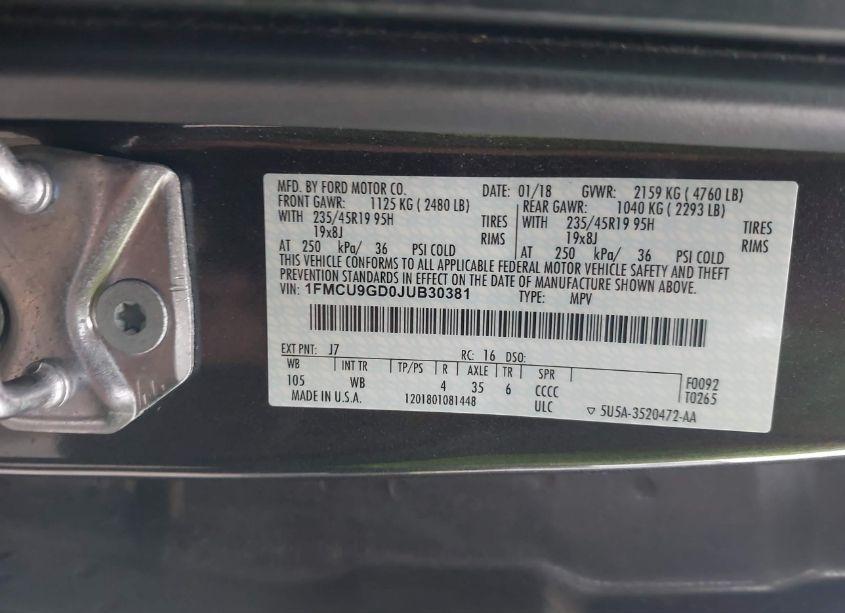 MFD. BY FORD MOTOR CO. DATE: 01/18 GVWR: 2159 KG ( 4760 LB)
FRONT GAWR: 1125 KG ( 2480 LB) REAR GAWR: 1040 KG ( 2293 LB)
WITH 235/45R19 95H TIRES WITH 235/45R19 95H TIRES
19x8J RIMS 19x8J RIMS
AT 250 kPa/ 36 PSI COLD AT 250 kPa/ 36 PSI COLD
THIS VEHICLE CONFORMS TO ALL APPLICABLE FEDERAL MOTOR VEHICLE SAFETY AND THEFT
PREVENTION STANDARDS IN EFFECT ON THE DATE OF MANUFACTURE SHOWN ABOVE.
VIN: 1FMCU9GD0JUB30381 TYPE: MPV
EXT PNT: J7 RC: 16 DSO:
WB INT TR TP/PS R AXLE TR SPR F0092
105 WB 4 35 6 CCCC T0265
MADE IN U.S.A. 1201801081448 ULC ▽ 5U5A-3520472-AA